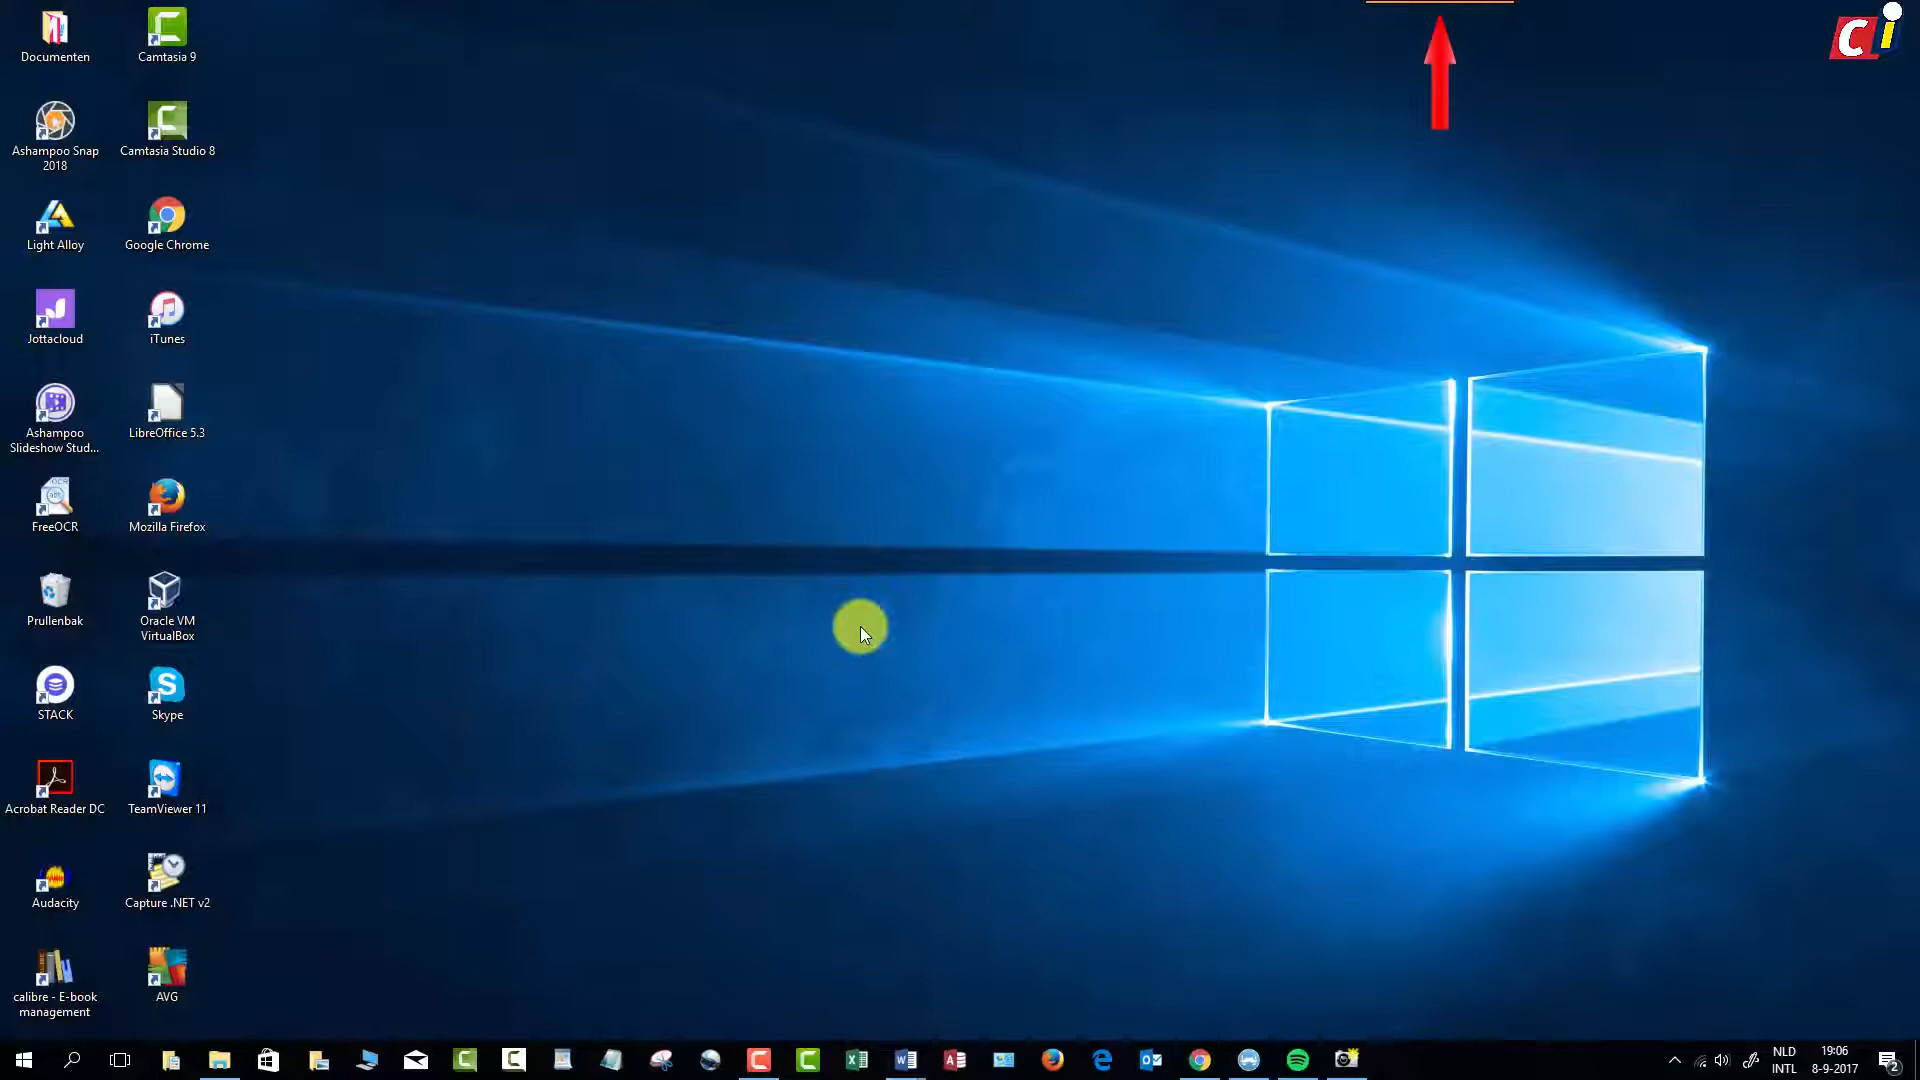 Documenten
Camtasia 9
Ashampoo Snap
2018
Camtasia Studio 8
Light Alloy
Google Chrome
Jottacloud
iTunes
Ashampoo
Slideshow Stud...
LibreOffice 5.3
FreeOCR
Mozilla Firefox
Prullenbak
Oracle VM
VirtualBox
STACK
Skype
Acrobat Reader DC
TeamViewer 11
Audacity
Capture .NET v2
calibre - E-book
management
AVG
Ci
NLD
INTL
19:06
8-9-2017
2